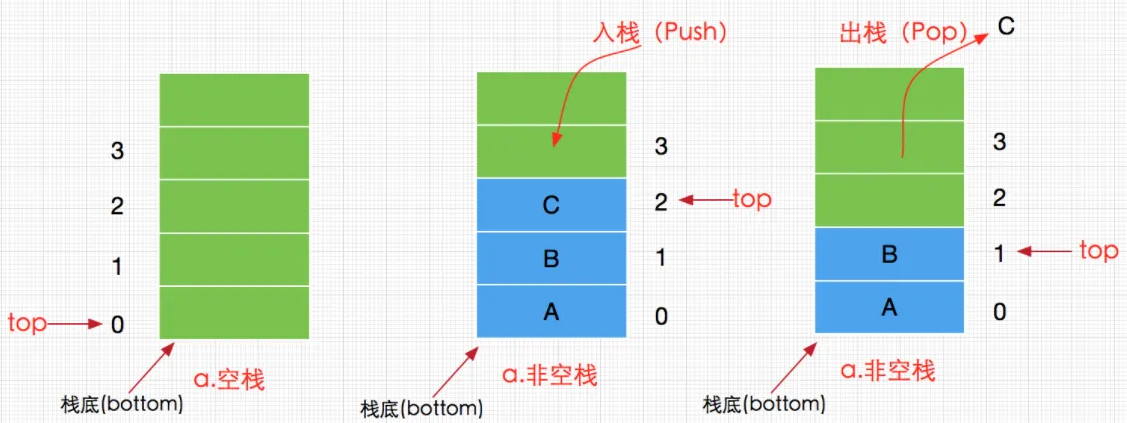 3
2
1
top
0
a.空栈
栈底(bottom)
入栈（Push）
3
C
2
top
B
1
A
0
a.非空栈
栈底(bottom)
出栈（Pop）
C
3
2
B
1
top
A
0
a.非空栈
栈底(bottom)